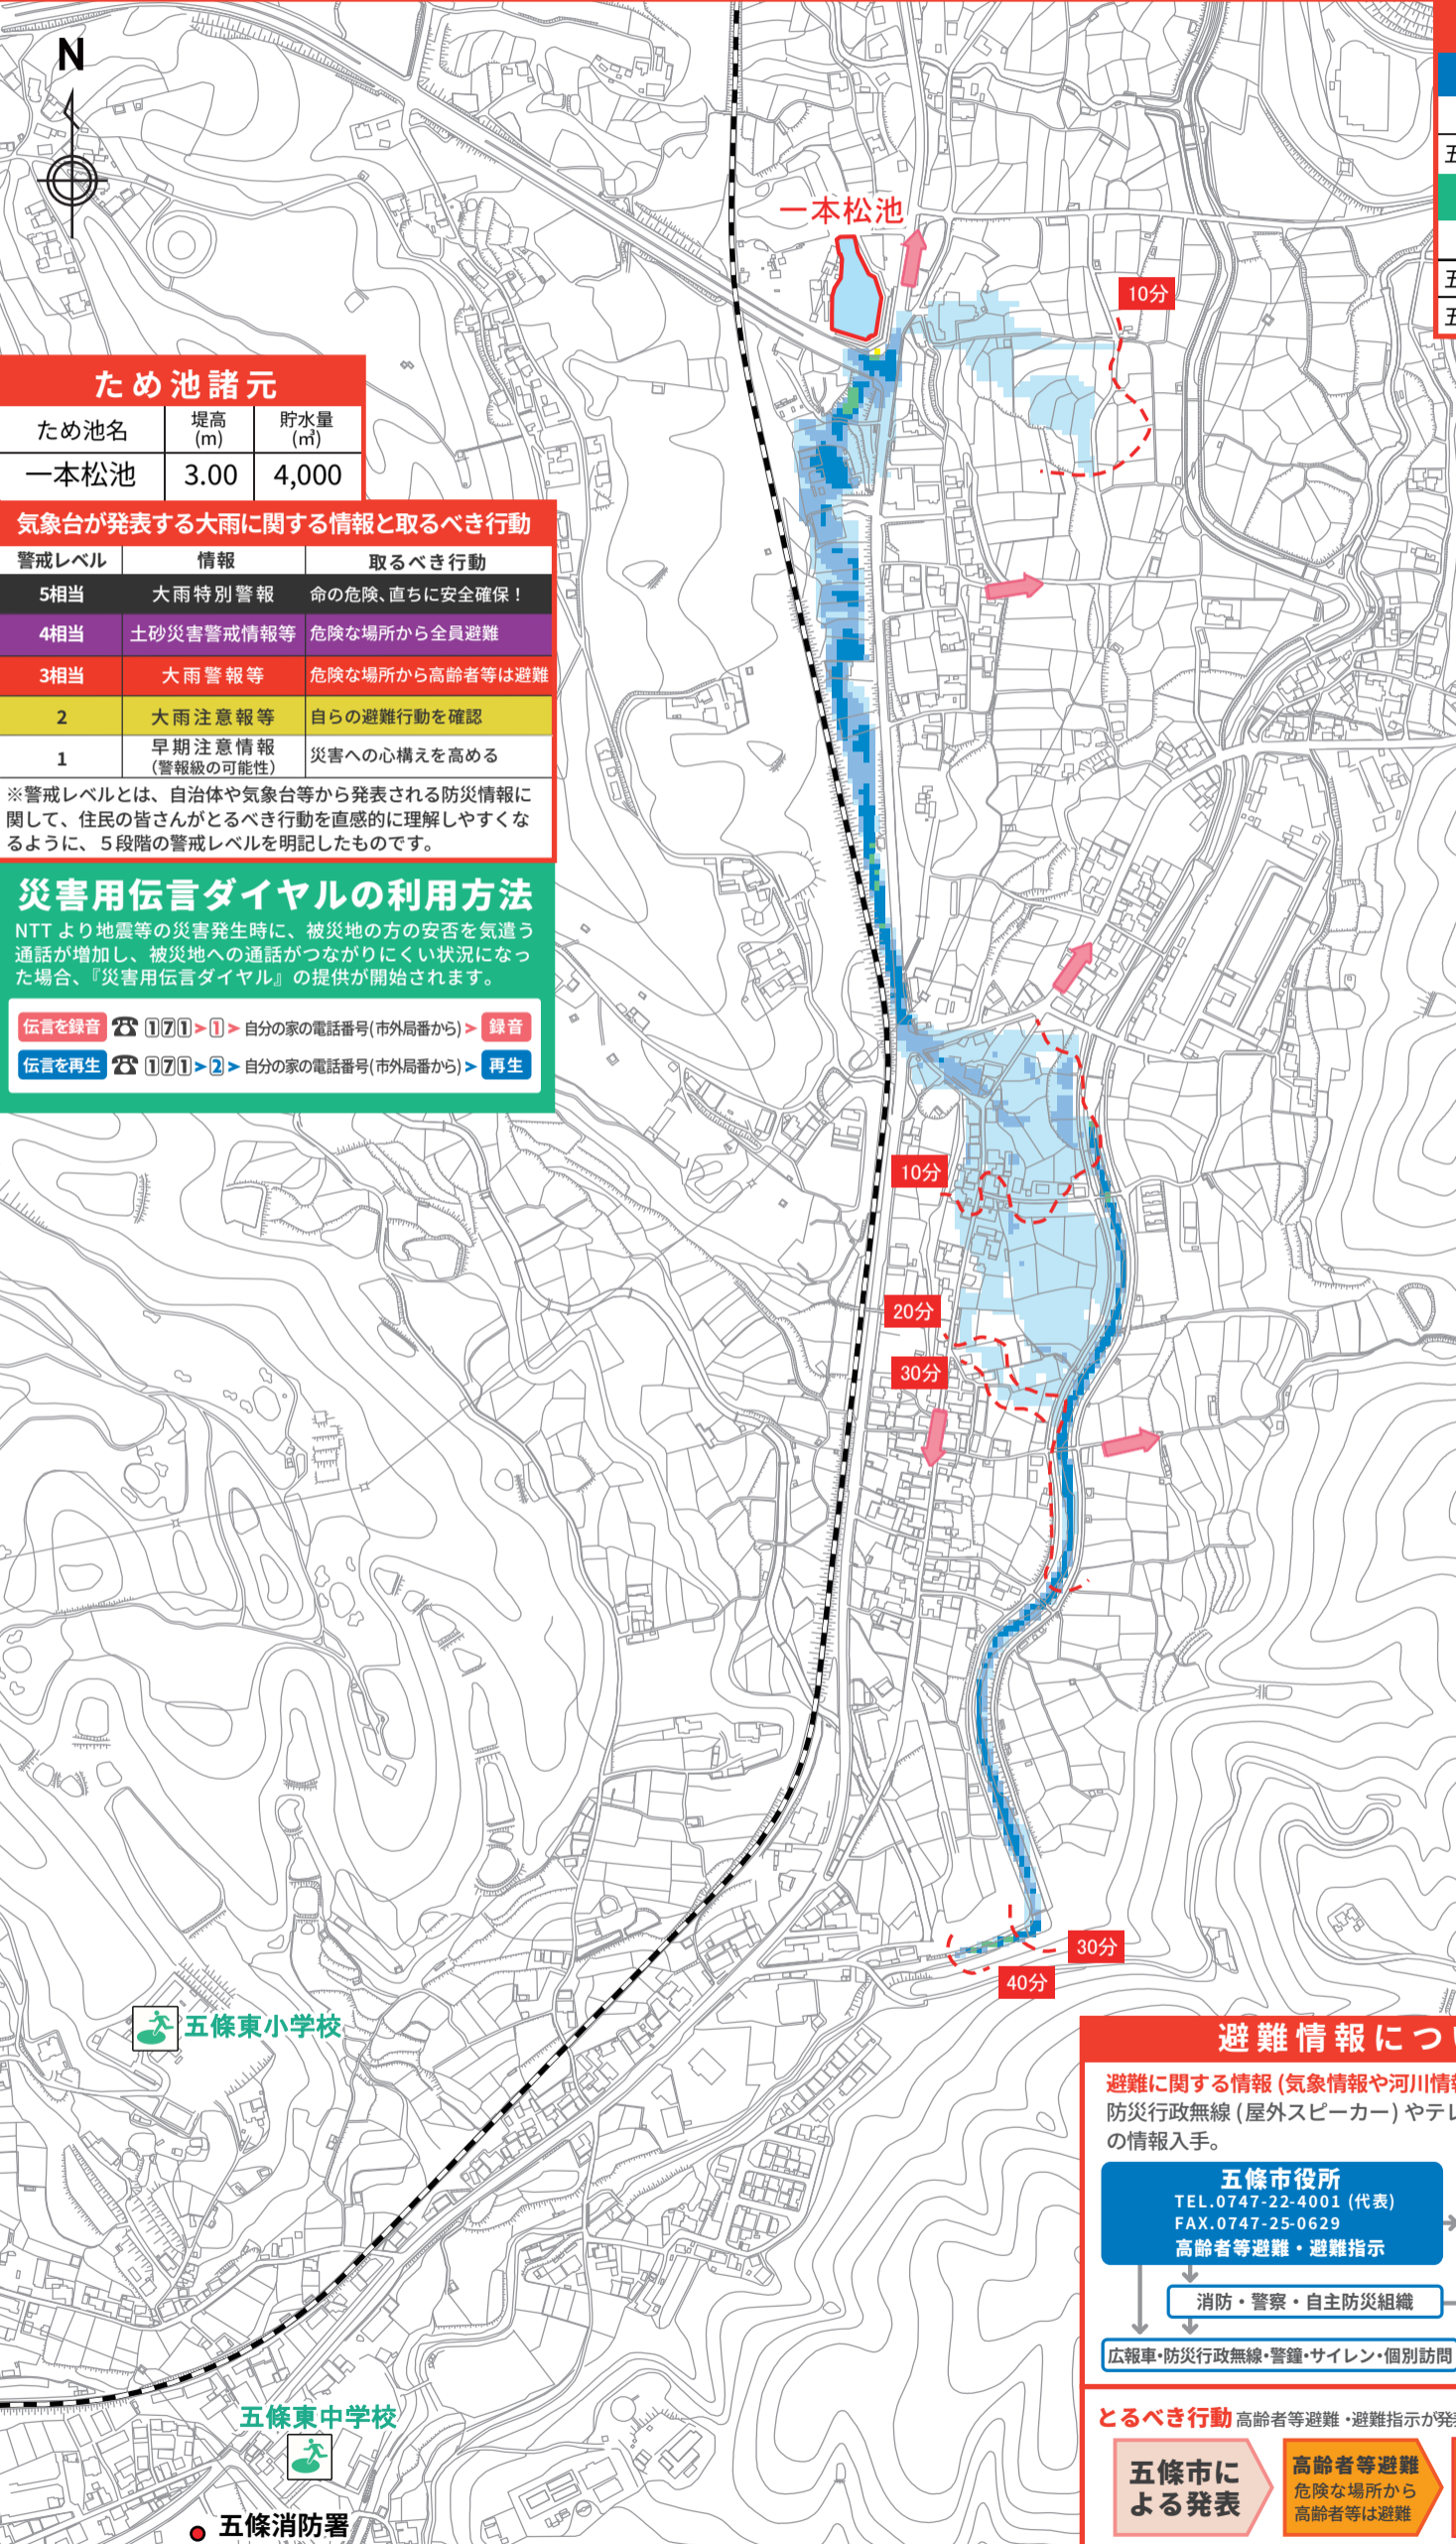 N
一本松池
10分
ため池諸元
ため池名 堤高(m) 貯水量(㎥)
一本松池 3.00 4,000
気象台が発表する大雨に関する情報と取るべき行動
警戒レベル 情報 取るべき行動
5相当 大雨特別警報 命の危険、直ちに安全確保！
4相当 土砂災害警戒情報等 危険な場所から全員避難
3相当 大雨警報等 危険な場所から高齢者等は避難
2 大雨注意報等 自らの避難行動を確認
1 早期注意情報(警報級の可能性) 災害への心構えを高める
※警戒レベルとは、自治体や気象台等から発表される防災情報に
関して、住民の皆さんがとるべき行動を直感的に理解しやすくな
るように、５段階の警戒レベルを明記したものです。
災害用伝言ダイヤルの利用方法
NTT より地震等の災害発生時に、被災地の方の安否を気遣う
通話が増加し、被災地への通話がつながりにくい状況になっ
た場合、『災害用伝言ダイヤル』の提供が開始されます。
伝言を録音 ☎ 171 > 1 > 自分の家の電話番号(市外局番から) > 録音
伝言を再生 ☎ 171 > 2 > 自分の家の電話番号(市外局番から) > 再生
10分
20分
30分
30分
40分
五條東小学校
五條東中学校
五條消防署
避難情報につ
避難に関する情報 (気象情報や河川情
防災行政無線 (屋外スピーカー) やテレ
の情報入手。
五條市役所
TEL.0747-22-4001 (代表)
FAX.0747-25-0629
高齢者等避難・避難指示
消防・警察・自主防災組織
広報車・防災行政無線・警鐘・サイレン・個別訪問
とるべき行動 高齢者等避難・避難指示が発
五條市に
よる発表
高齢者等避難
危険な場所から
高齢者等は避難